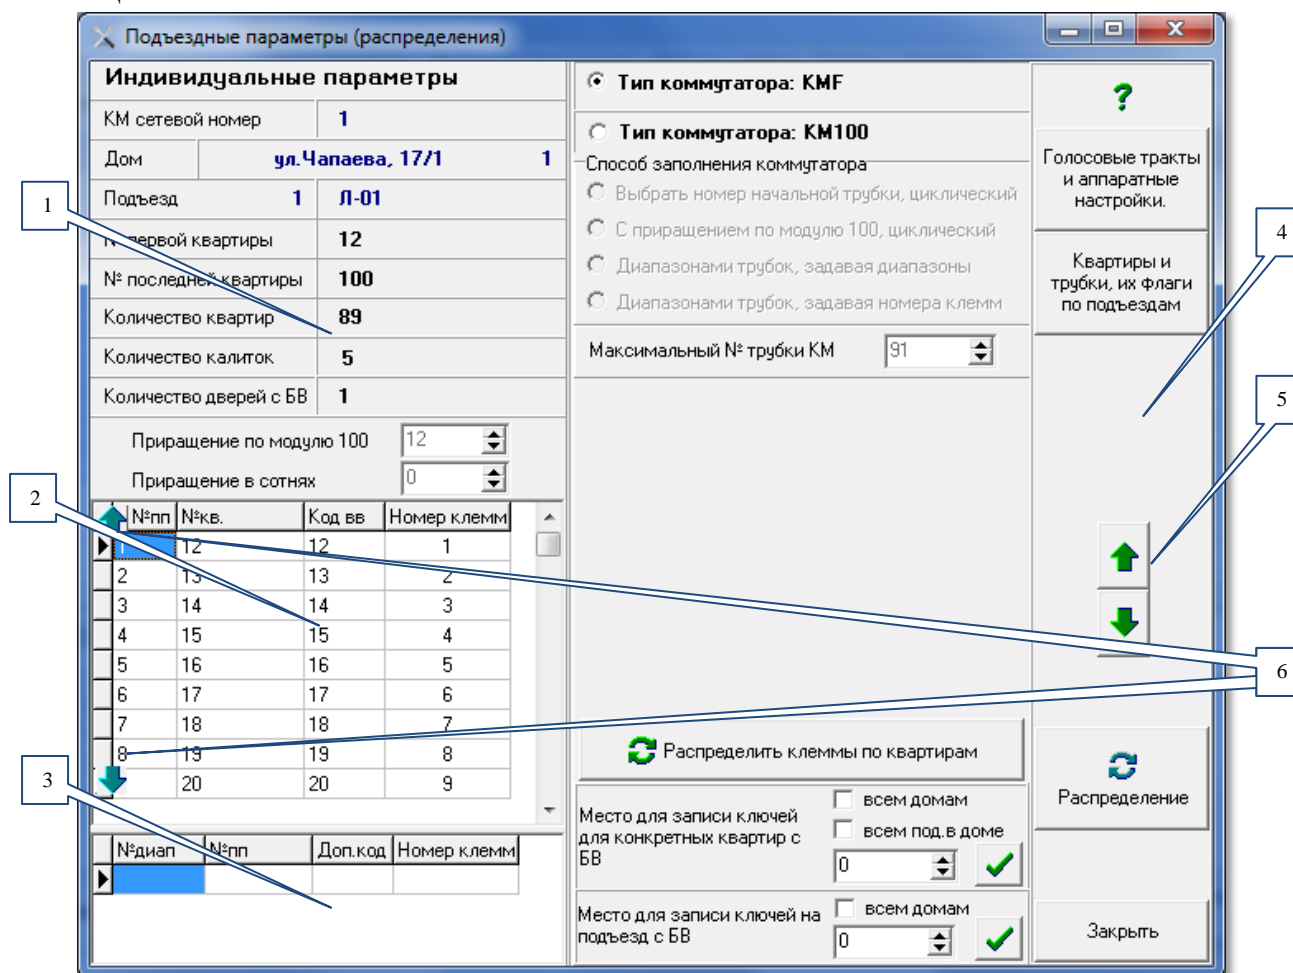 Подъездные параметры (распределения)
Индивидуальные параметры
КМ сетевой номер 1
Дом ул.Чапаева, 17/1 1
Подъезд 1 Л-01
первой квартиры 12
№ последней квартиры 100
Количество квартир 89
Количество калиток 5
Количество дверей с БВ 1
Приращение по модулю 100 12
Приращение в сотнях 0
№пп №кв. Код вв Номер клемм
1 12 12 1
2 13 13 2
3 14 14 3
4 15 15 4
5 16 16 5
6 17 17 6
7 18 18 7
8 19 19 8
20 20 9
№диап №пп Доп.код Номер клемм
Тип коммутатора: KMF
Тип коммутатора: KM100
Способ заполнения коммутатора
Выбрать номер начальной трубки, циклический
С приращением по модулю 100, циклический
Диапазонами трубок, задавая диапазоны
Диапазонами трубок, задавая номера клемм
Максимальный № трубки КМ 91
Распределить клеммы по квартирам
Место для записи ключей
для конкретных квартир с
БВ
всем домам
всем под.в доме
0
Место для записи ключей на
подъезд с БВ
всем домам
0
?
Голосовые тракты
и аппаратные
настройки.
Квартиры и
трубки, их флаги
по подъездам
Распределение
Закрыть
1
2
3
4
5
6